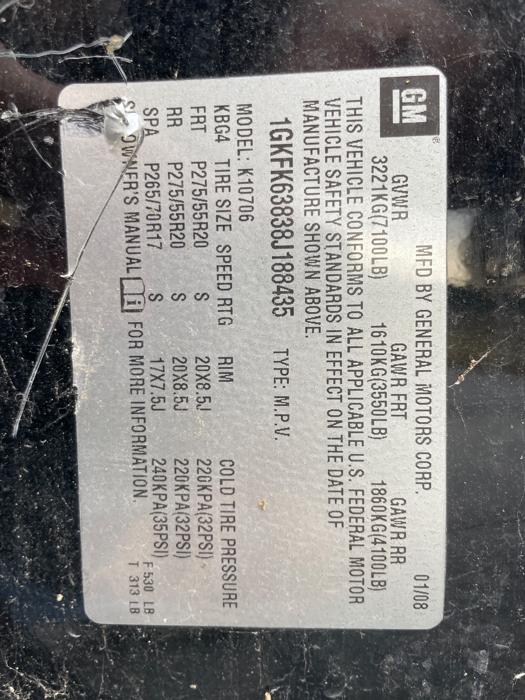 GM®
MFD BY GENERAL MOTORS CORP. 01/08
GVWR GAWR FRT GAWR RR
3221KG(7100LB) 1610KG(3550LB) 1860KG(4100LB)
THIS VEHICLE CONFORMS TO ALL APPLICABLE U.S. FEDERAL MOTOR
VEHICLE SAFETY STANDARDS IN EFFECT ON THE DATE OF
MANUFACTURE SHOWN ABOVE.
1GKFK63838J188435 TYPE: M.P.V.
MODEL: K10706
KBG4 TIRE SIZE SPEED RTG RIM COLD TIRE PRESSURE
FRT P275/55R20 S 20X8.5J 220KPA(32PSI)
RR P275/55R20 S 20X8.5J 220KPA(32PSI)
SPA P265/70R17 S 17X7.5J 240KPA(35PSI) F 530 LB
OWNER'S MANUAL FOR MORE INFORMATION. T 313 LB